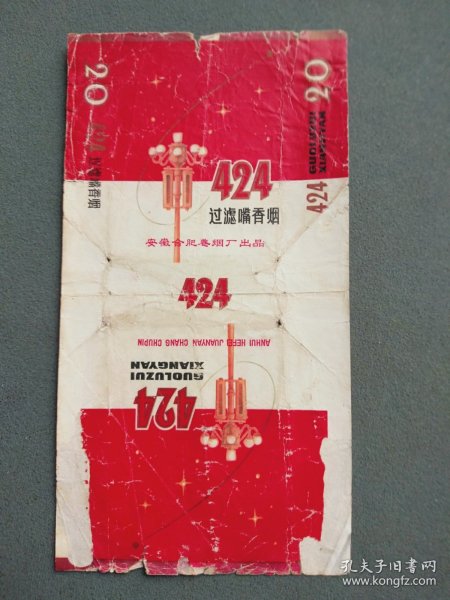 20
424 过滤嘴香烟
424
过滤嘴香烟
安徽合肥卷烟厂出品
424
ANHUI HEFEI JUANYAN CHANG CHUPIN
GUOLUZUI
XIANGYAN
424
424
GUOLUZUI
XIANGYAN
20
孔夫子旧书网
www.kongfz.com